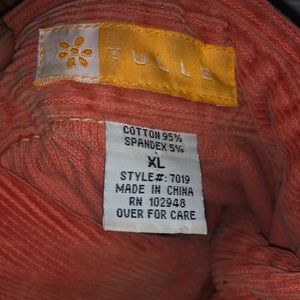 TULLE
COTTON 95%
SPANDEX 5%
XL
STYLE#: 7019
MADE IN CHINA
RN 102948
OVER FOR CARE